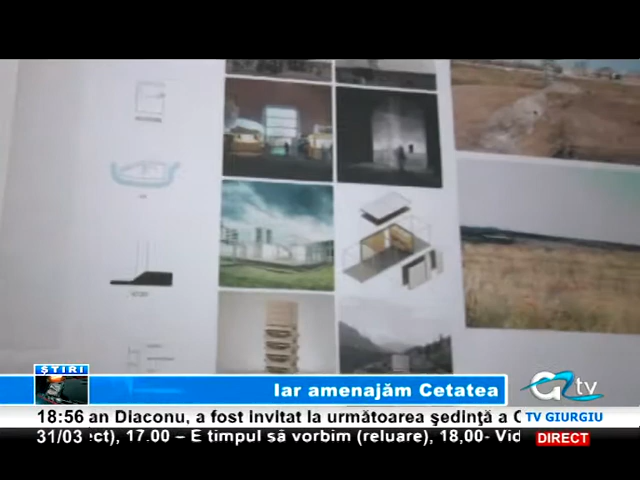 ŞTIRI
Iar amenajăm Cetatea
tv
18:56 an Diaconu, a fost invitat la următoarea şedinţă a C
TV GIURGIU
31/03 ect), 17.00 – E timpul să vorbim (reluare), 18,00- Vid
DIRECT